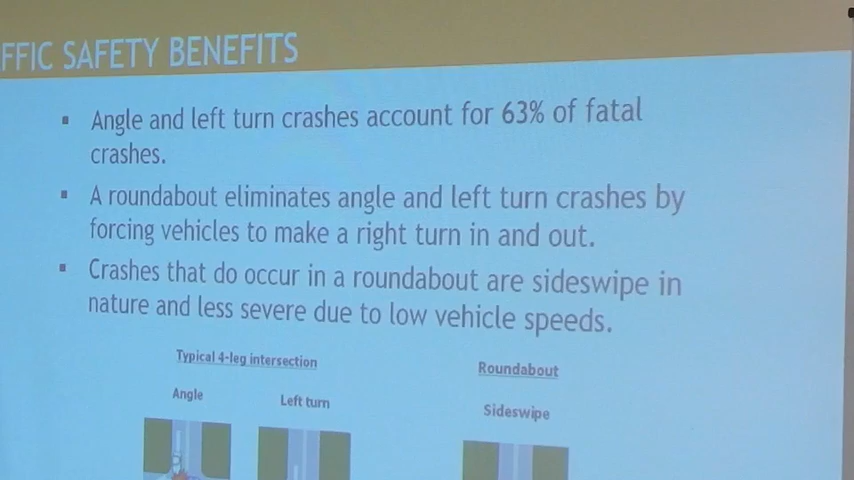 FFIC SAFETY BENEFITS
Angle and left turn crashes account for 63% of fatal
crashes.
A roundabout eliminates angle and left turn crashes by
forcing vehicles to make a right turn in and out.
Crashes that do occur in a roundabout are sideswipe in
nature and less severe due to low vehicle speeds.
Typical 4-leg intersection
Roundabout
Angle
Left turn
Sideswipe